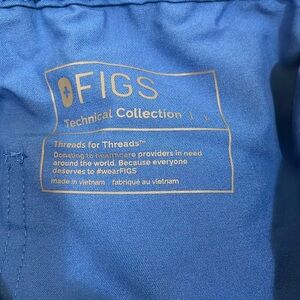 FIGS
Technical Collection
Threads for Threads™
Donating to healthcare providers in need
around the world. Because everyone
deserves to #wearFIGS
made in vietnam fabriqué au vietnam